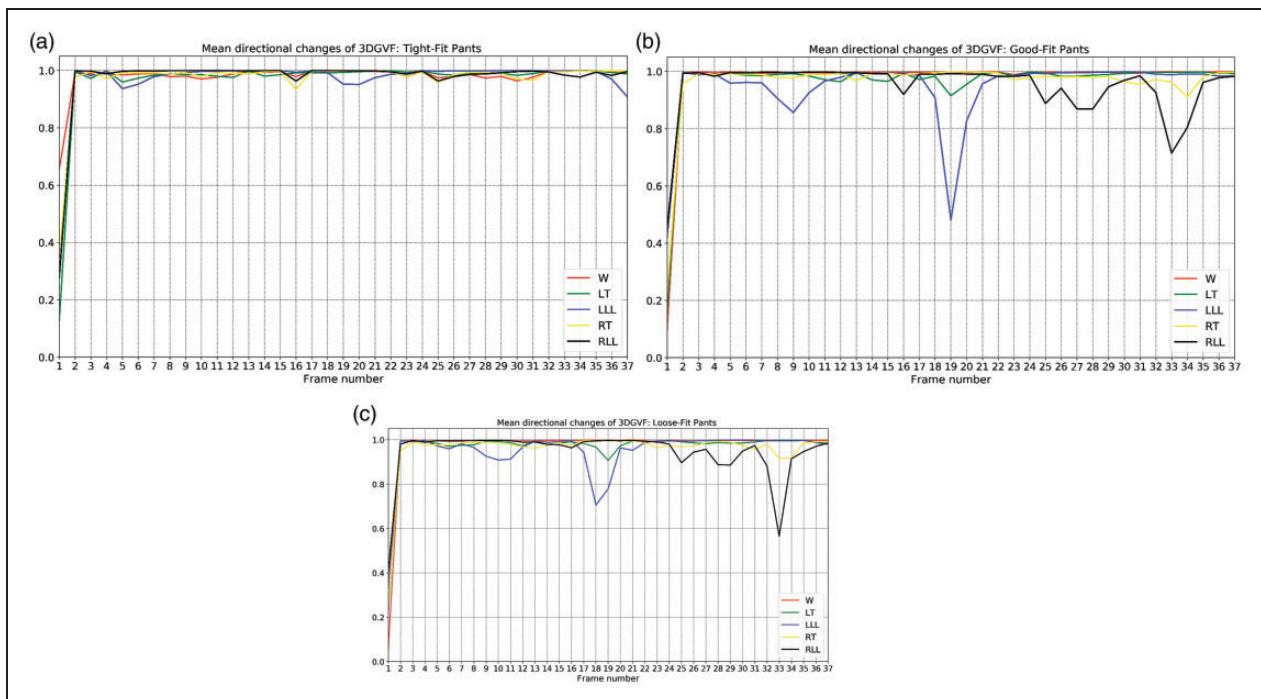 (a)
Mean directional changes of 3DGVF: Tight-Fit Pants
1.0
0.8
0.6
0.4
0.2
0.0
W
LT
LLL
RT
RLL
1 2 3 4 5 6 7 8 9 10 11 12 13 14 15 16 17 18 19 20 21 22 23 24 25 26 27 28 29 30 31 32 33 34 35 36 37
Frame number
(b)
Mean directional changes of 3DGVF: Good-Fit Pants
1.0
0.8
0.6
0.4
0.2
0.0
W
LT
LLL
RT
RLL
1 2 3 4 5 6 7 8 9 10 11 12 13 14 15 16 17 18 19 20 21 22 23 24 25 26 27 28 29 30 31 32 33 34 35 36 37
Frame number
(c)
Mean directional changes of 3DGVF: Loose-Fit Pants
1.0
0.8
0.6
0.4
0.2
0.0
W
LT
LLL
RT
RLL
1 2 3 4 5 6 7 8 9 10 11 12 13 14 15 16 17 18 19 20 21 22 23 24 25 26 27 28 29 30 31 32 33 34 35 36 37
Frame number